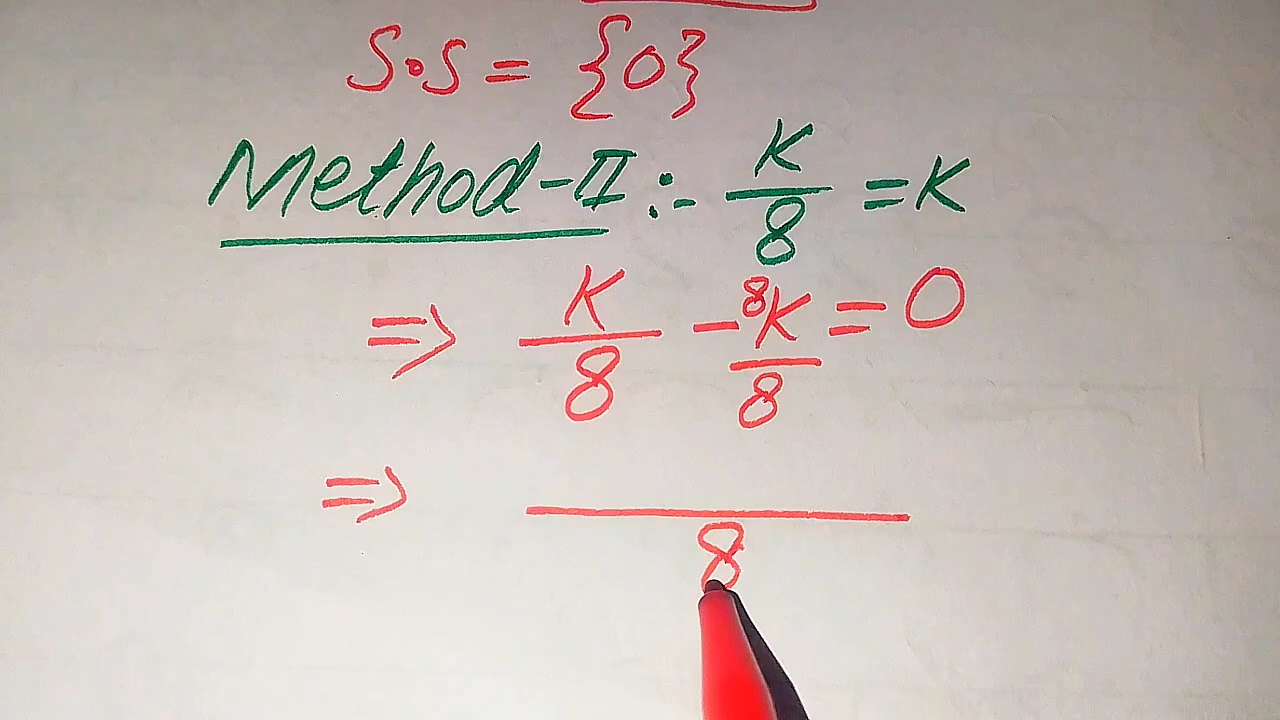 S.S = {0}
Method-II :- K/8 = K
=> K/8 - 8K/8 = 0
=> /8